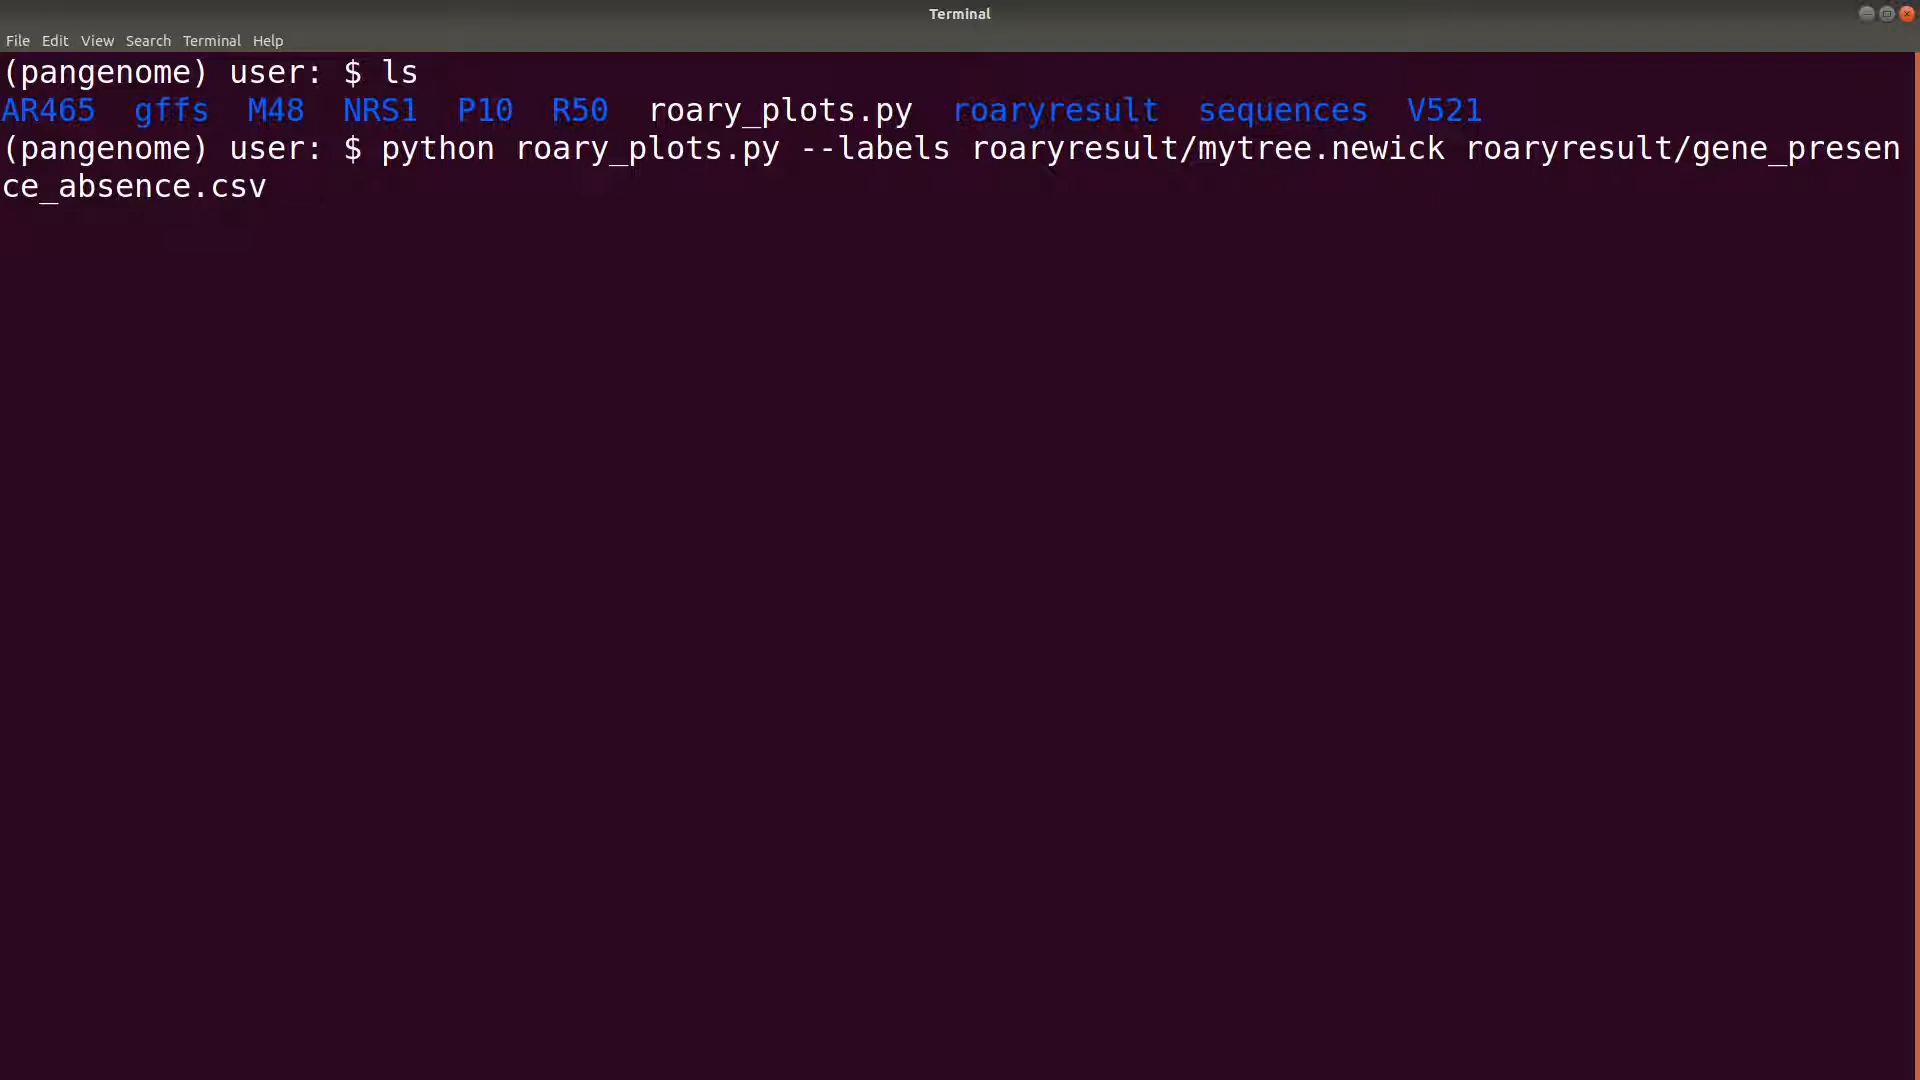 Terminal
File Edit View Search Terminal Help
(pangenome) user: $ ls
AR465 gffs M48 NRS1 P10 R50 roary_plots.py roaryresult sequences V521
(pangenome) user: $ python roary_plots.py --labels roaryresult/mytree.newick roaryresult/gene_presen
ce_absence.csv